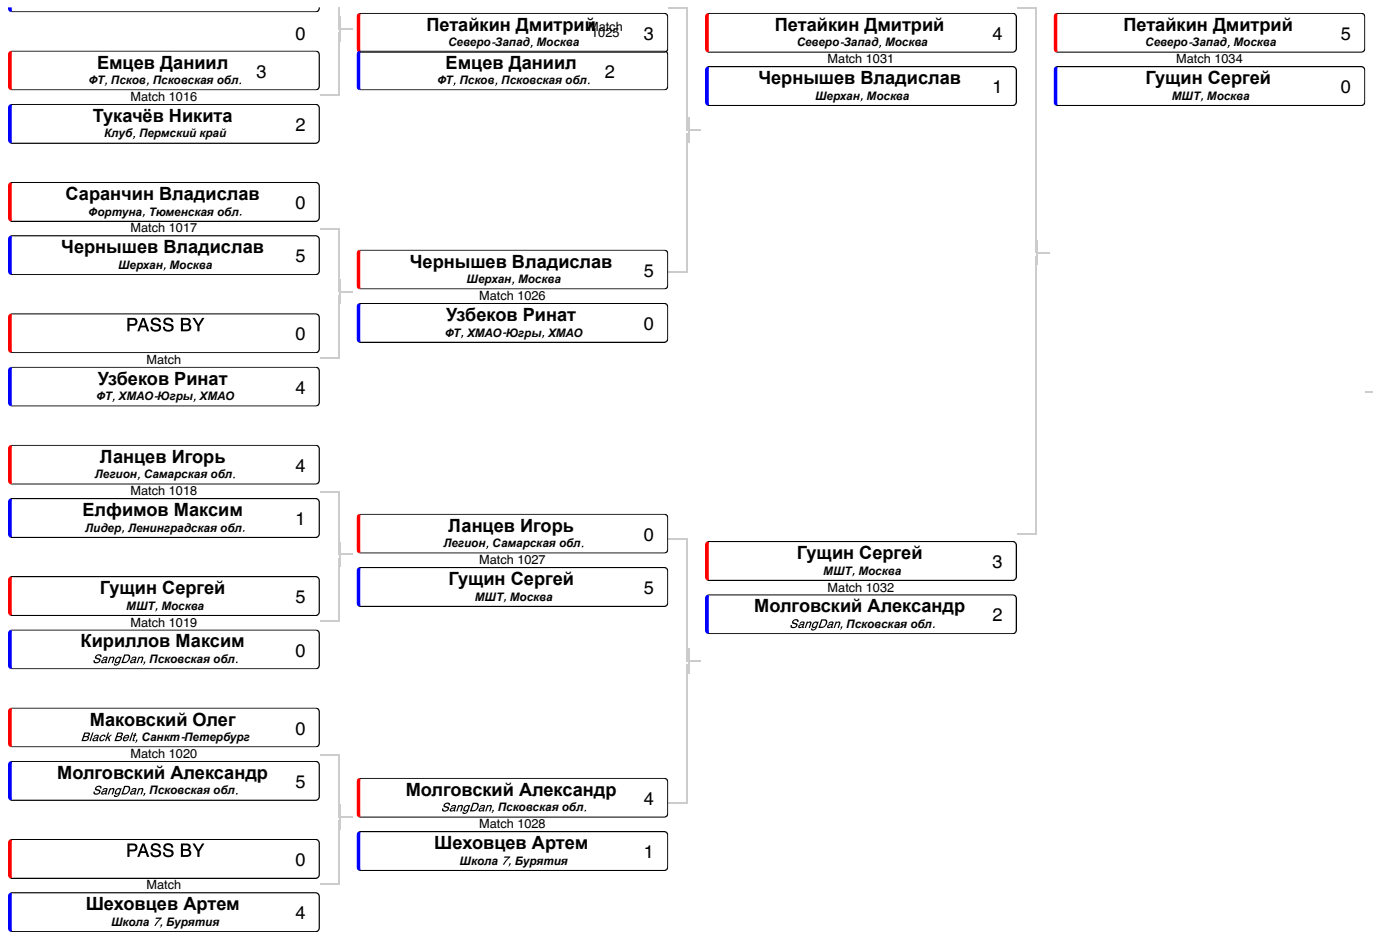 0
Емцев Даниил 3
ФТ, Псков, Псковская обл.
Match 1016
Тукачёв Никита 2
Клуб, Пермский край
Саранчин Владислав 0
Фортуна, Тюменская обл.
Match 1017
Чернышев Владислав 5
Шерхан, Москва
PASS BY 0
Match
Узбеков Ринат 4
ФТ, ХМАО-Югры, ХМАО
Ланцев Игорь 4
Легион, Самарская обл.
Match 1018
Елфимов Максим 1
Лидер, Ленинградская обл.
Гущин Сергей 5
МШТ, Москва
Match 1019
Кириллов Максим 0
SangDan, Псковская обл.
Маковский Олег 0
Black Belt, Санкт-Петербург
Match 1020
Молговский Александр 5
SangDan, Псковская обл.
PASS BY 0
Match
Шеховцев Артем 4
Школа 7, Бурятия
Петайкин Дмитрий 3
Северо-Запад, Москва
Match
1025
Емцев Даниил 2
ФТ, Псков, Псковская обл.
Чернышев Владислав 5
Шерхан, Москва
Match 1026
Узбеков Ринат 0
ФТ, ХМАО-Югры, ХМАО
Ланцев Игорь 0
Легион, Самарская обл.
Match 1027
Гущин Сергей 5
МШТ, Москва
Молговский Александр 4
SangDan, Псковская обл.
Match 1028
Шеховцев Артем 1
Школа 7, Бурятия
Петайкин Дмитрий 4
Северо-Запад, Москва
Match 1031
Чернышев Владислав 1
Шерхан, Москва
Гущин Сергей 3
МШТ, Москва
Match 1032
Молговский Александр 2
SangDan, Псковская обл.
Петайкин Дмитрий 5
Северо-Запад, Москва
Match 1034
Гущин Сергей 0
МШТ, Москва